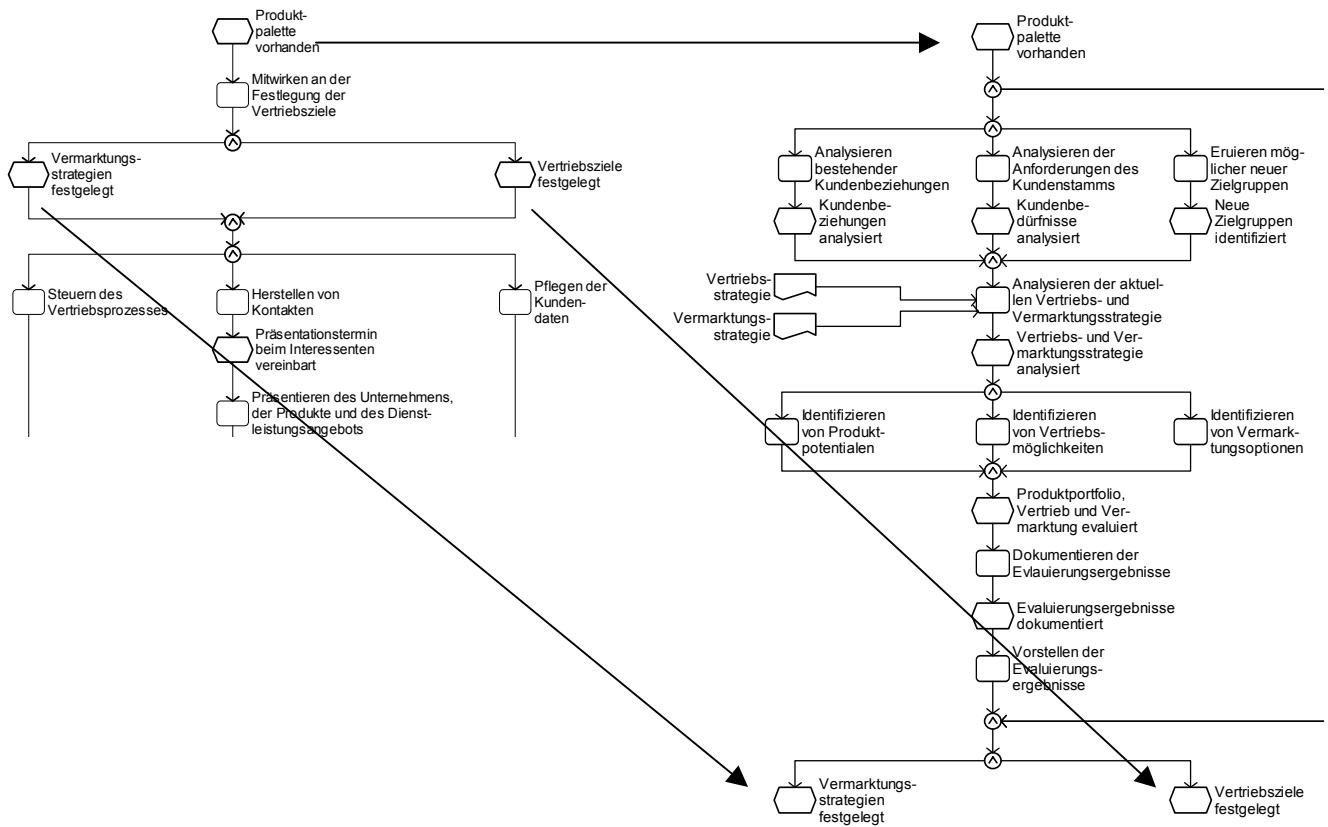 Produkt-
palette
vorhanden
Mitwirken an der
Festlegung der
Vertriebsziele
Vermarktungs-
strategien
festgelegt
Vertriebsziele
festgelegt
Steuern des
Vertriebsprozesses
Herstellen von
Kontakten
Pflegen der
Kunden-
daten
Präsentationstermin
beim Interessenten
vereinbart
Präsentieren des Unternehmens,
der Produkte und des Dienst-
leistungsangebots
Produkt-
palette
vorhanden
Analysieren
bestehender
Kundenbeziehungen
Analysieren der
Anforderungen des
Kundenstamms
Eruieren mög-
licher neuer
Zielgruppen
Kundenbe-
ziehungen
analysiert
Kundenbe-
dürfnisse
analysiert
Neue
Zielgruppen
identifiziert
Vertriebs-
strategie
Vermarktungs-
strategie
Analysieren der aktuel-
len Vertriebs- und
Vermarktungsstrategie
Vertriebs- und Ver-
marktungsstrategie
analysiert
Identifizieren
von Produkt-
potentialen
Identifizieren
von Vertriebs-
möglichkeiten
Identifizieren
von Vermark-
tungsoptionen
Produktportfolio,
Vertrieb und Ver-
marktung evaluiert
Dokumentieren der
Evlauierungsergebnisse
Evaluierungsergebnisse
dokumentiert
Vorstellen der
Evaluierungs-
ergebnisse
Vermarktungs-
strategien
festgelegt
Vertriebsziele
festgelegt